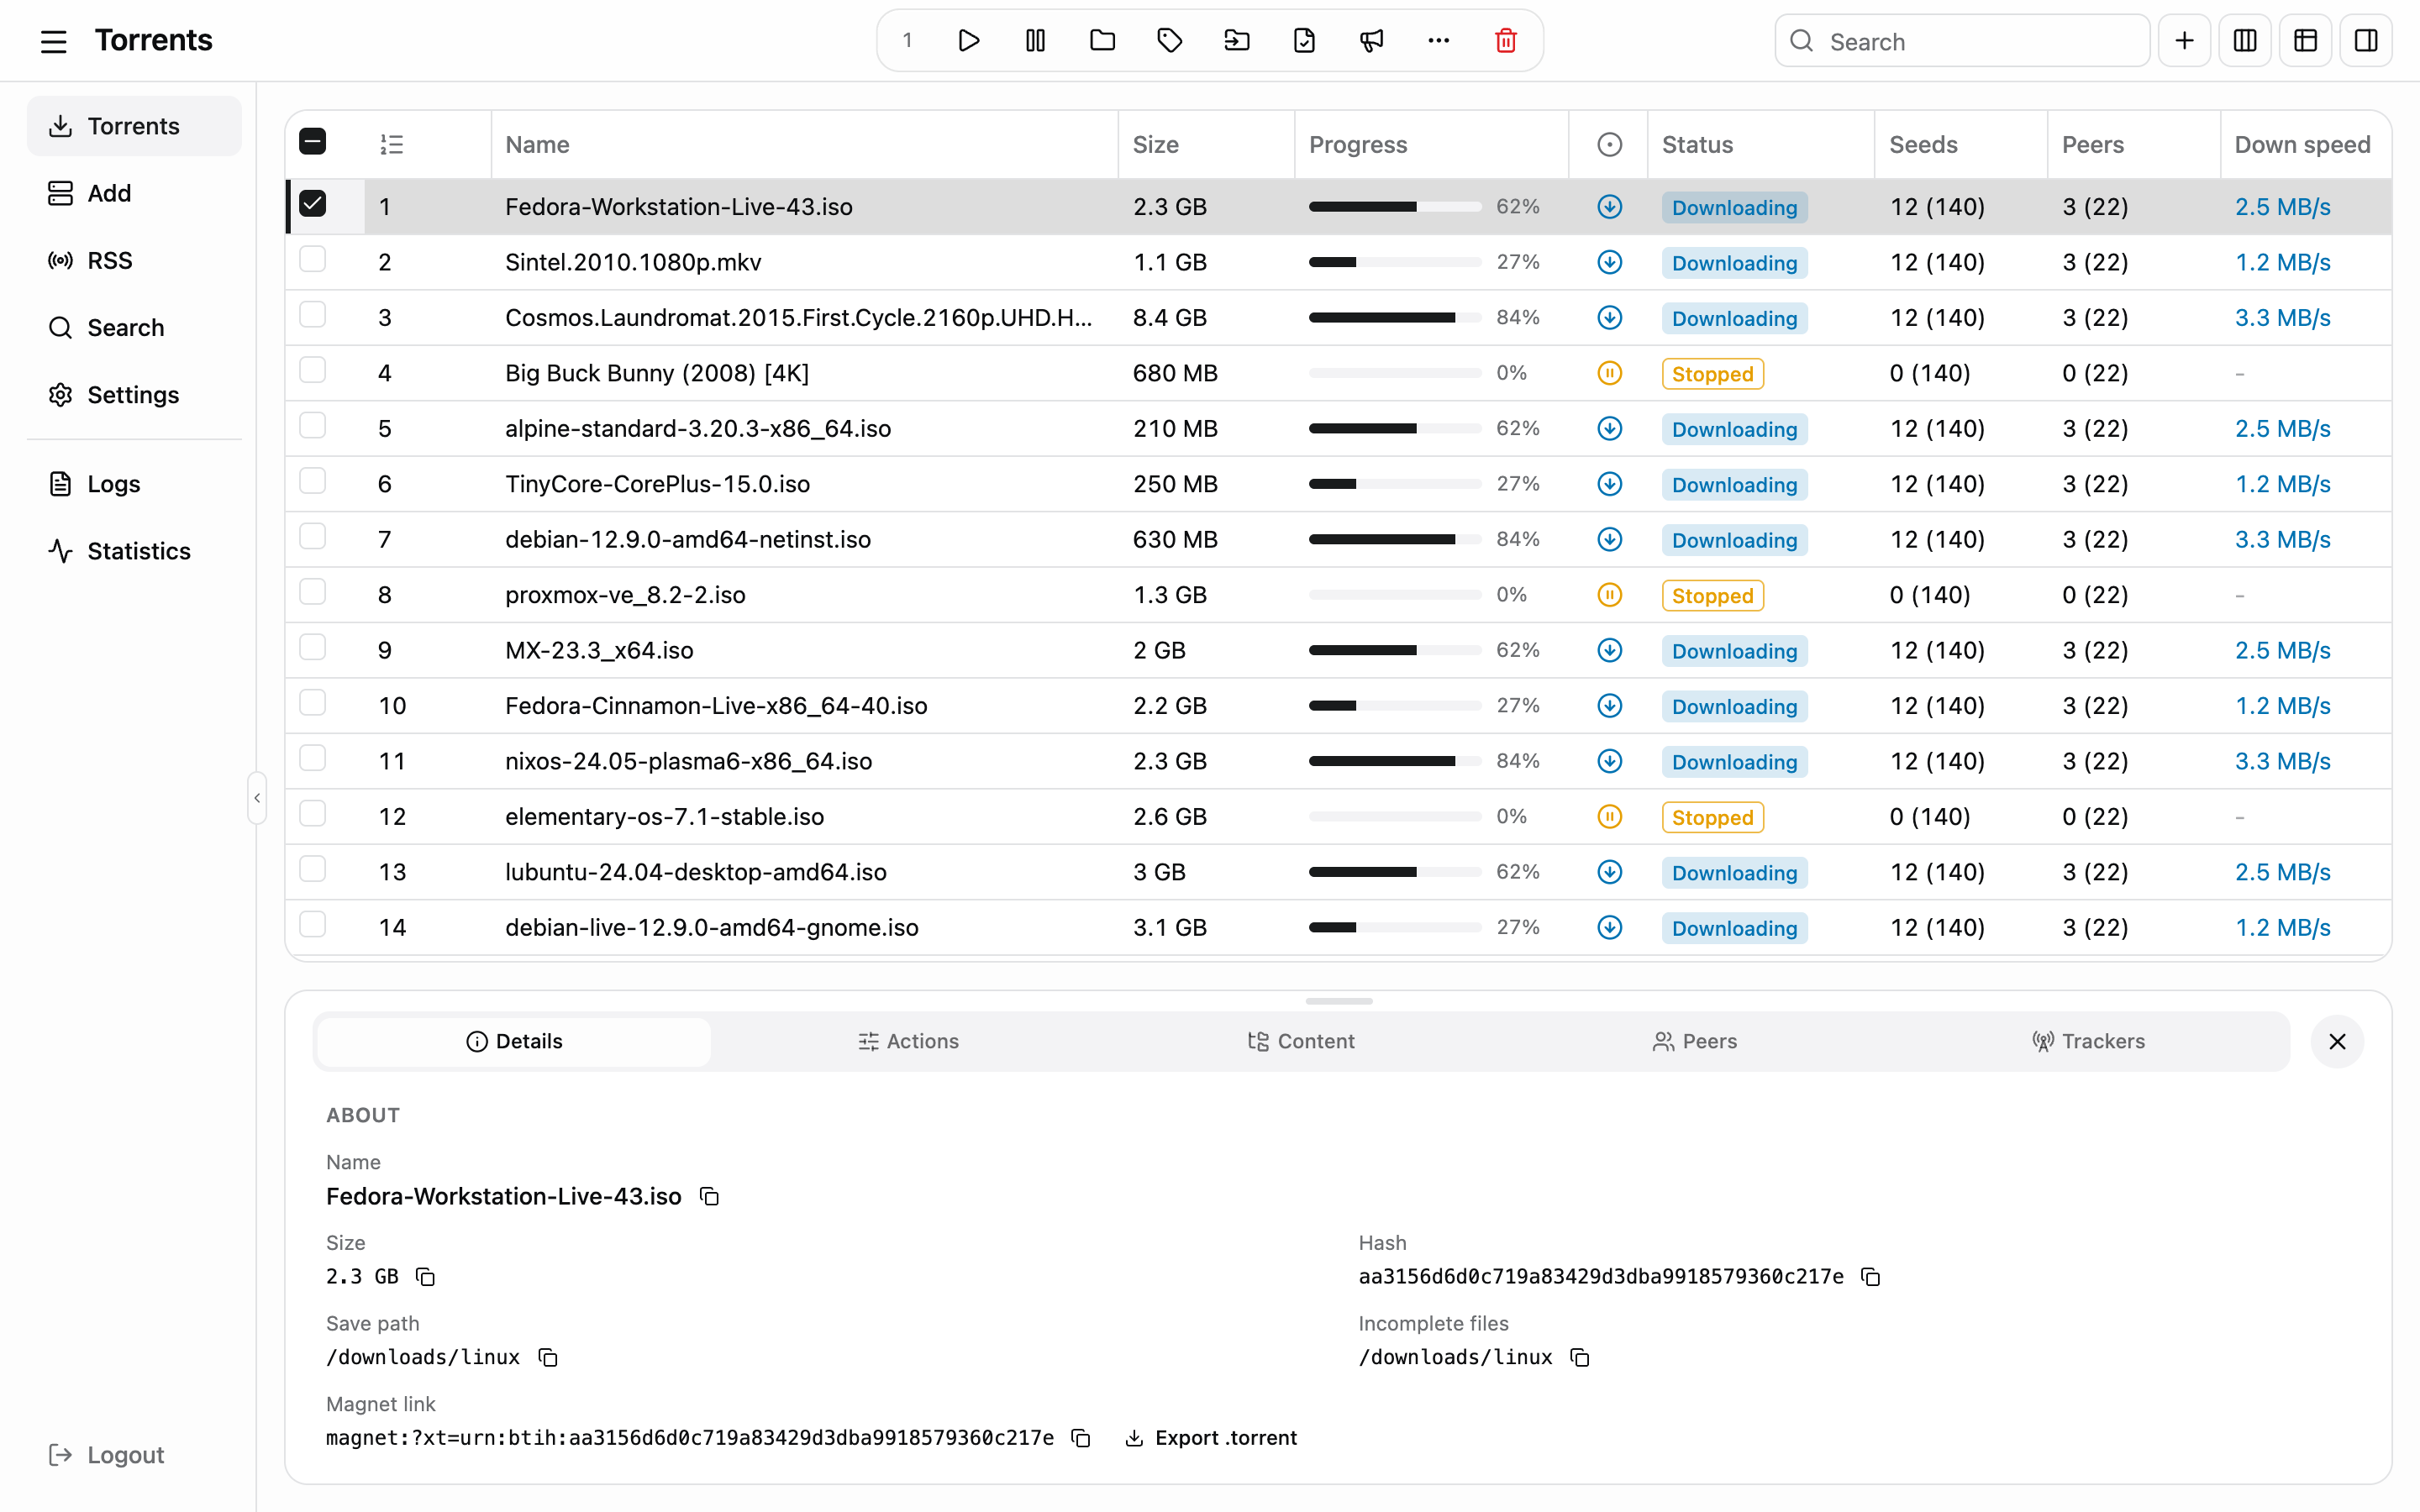 Torrents
1
Search
Torrents
Add
RSS
Search
Settings
Logs
Statistics
Logout
Name Size Progress Status Seeds Peers Down speed
1 Fedora-Workstation-Live-43.iso 2.3 GB 62% Downloading 12 (140) 3 (22) 2.5 MB/s
2 Sintel.2010.1080p.mkv 1.1 GB 27% Downloading 12 (140) 3 (22) 1.2 MB/s
3 Cosmos.Laundromat.2015.First.Cycle.2160p.UHD.H... 8.4 GB 84% Downloading 12 (140) 3 (22) 3.3 MB/s
4 Big Buck Bunny (2008) [4K] 680 MB 0% Stopped 0 (140) 0 (22) -
5 alpine-standard-3.20.3-x86_64.iso 210 MB 62% Downloading 12 (140) 3 (22) 2.5 MB/s
6 TinyCore-CorePlus-15.0.iso 250 MB 27% Downloading 12 (140) 3 (22) 1.2 MB/s
7 debian-12.9.0-amd64-netinst.iso 630 MB 84% Downloading 12 (140) 3 (22) 3.3 MB/s
8 proxmox-ve_8.2-2.iso 1.3 GB 0% Stopped 0 (140) 0 (22) -
9 MX-23.3_x64.iso 2 GB 62% Downloading 12 (140) 3 (22) 2.5 MB/s
10 Fedora-Cinnamon-Live-x86_64-40.iso 2.2 GB 27% Downloading 12 (140) 3 (22) 1.2 MB/s
11 nixos-24.05-plasma6-x86_64.iso 2.3 GB 84% Downloading 12 (140) 3 (22) 3.3 MB/s
12 elementary-os-7.1-stable.iso 2.6 GB 0% Stopped 0 (140) 0 (22) -
13 lubuntu-24.04-desktop-amd64.iso 3 GB 62% Downloading 12 (140) 3 (22) 2.5 MB/s
14 debian-live-12.9.0-amd64-gnome.iso 3.1 GB 27% Downloading 12 (140) 3 (22) 1.2 MB/s
Details Actions Content Peers Trackers
ABOUT
Name
Fedora-Workstation-Live-43.iso
Size Hash
2.3 GB aa3156d6d0c719a83429d3dba9918579360c217e
Save path Incomplete files
/downloads/linux /downloads/linux
Magnet link
magnet:?xt=urn:btih:aa3156d6d0c719a83429d3dba9918579360c217e Export .torrent